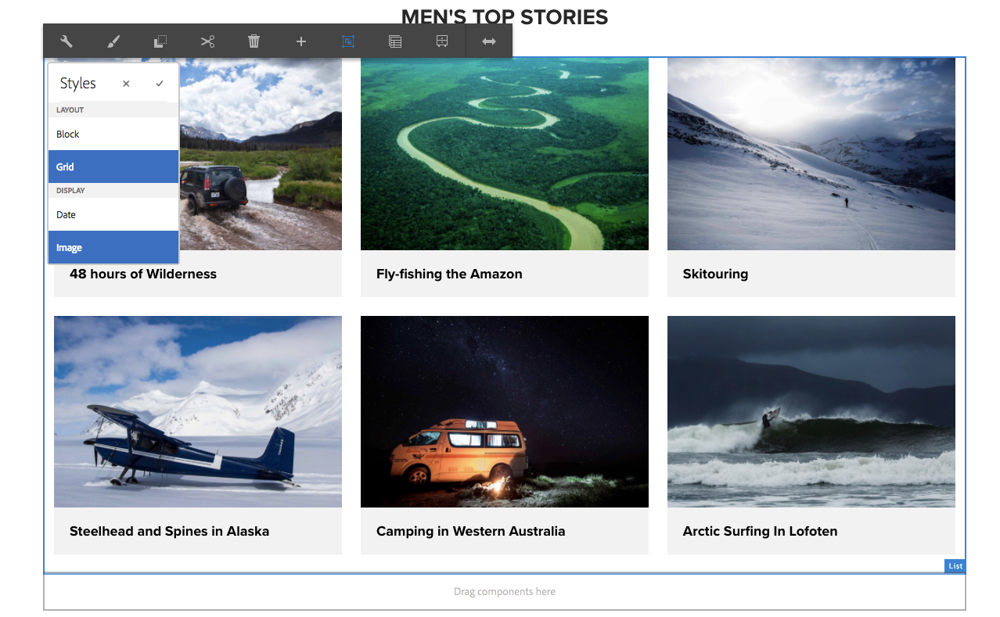 MEN'S TOP STORIES
Styles
LAYOUT
Block
Grid
DISPLAY
Date
Image
48 hours of Wilderness
Fly-fishing the Amazon
Skitouring
Steelhead and Spines in Alaska
Camping in Western Australia
Arctic Surfing In Lofoten
List
Drag components here